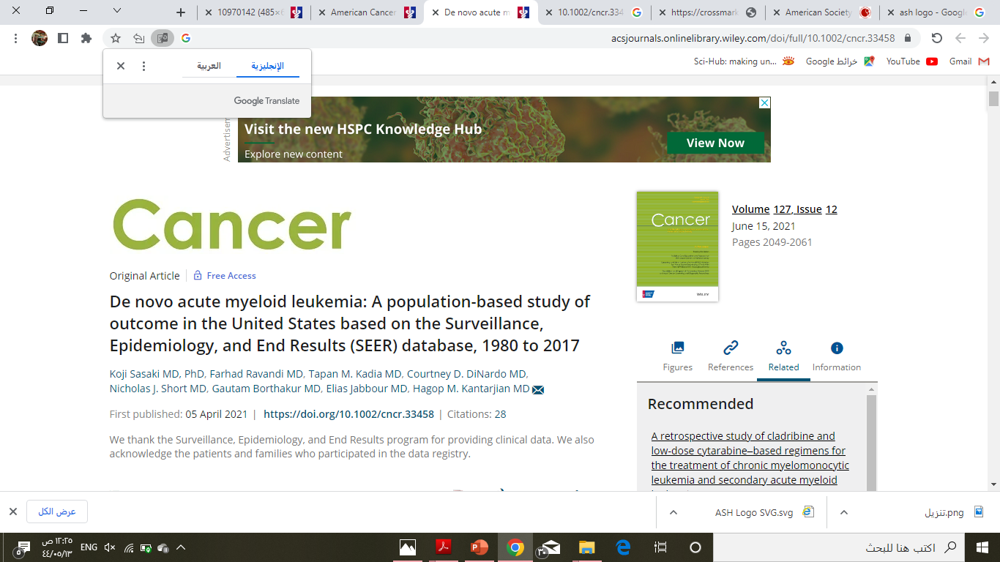 10970142 (485×6
American Cancer
De novo acute m
10.1002/cncr.334
https://crossmark
American Society
ash logo - Google
acsjournals.onlinelibrary.wiley.com/doi/full/10.1002/cncr.33458
Sci-Hub: making un...
خرائط Google
YouTube
Gmail
العربية
الإنجليزية
Google Translate
Advertisem
Visit the new HSPC Knowledge Hub
Explore new content
View Now
Cancer
Original Article
Free Access
De novo acute myeloid leukemia: A population-based study of
outcome in the United States based on the Surveillance,
Epidemiology, and End Results (SEER) database, 1980 to 2017
Koji Sasaki MD, PhD, Farhad Ravandi MD, Tapan M. Kadia MD, Courtney D. DiNardo MD,
Nicholas J. Short MD, Gautam Borthakur MD, Elias Jabbour MD, Hagop M. Kantarjian MD
First published: 05 April 2021 | https://doi.org/10.1002/cncr.33458 | Citations: 28
We thank the Surveillance, Epidemiology, and End Results program for providing clinical data. We also
acknowledge the patients and families who participated in the data registry.
Cancer
WILEY
Volume 127, Issue 12
June 15, 2021
Pages 2049-2061
Figures
References
Related
Information
Recommended
A retrospective study of cladribine and
low-dose cytarabine–based regimens for
the treatment of chronic myelomonocytic
leukemia and secondary acute myeloid
عرض الكل
ASH Logo SVG.svg
تنزيل.png
١٢:٢٥ ص
٤٤/٠٥/١٣
٥
ENG
٣٠
اكتب هنا للبحث